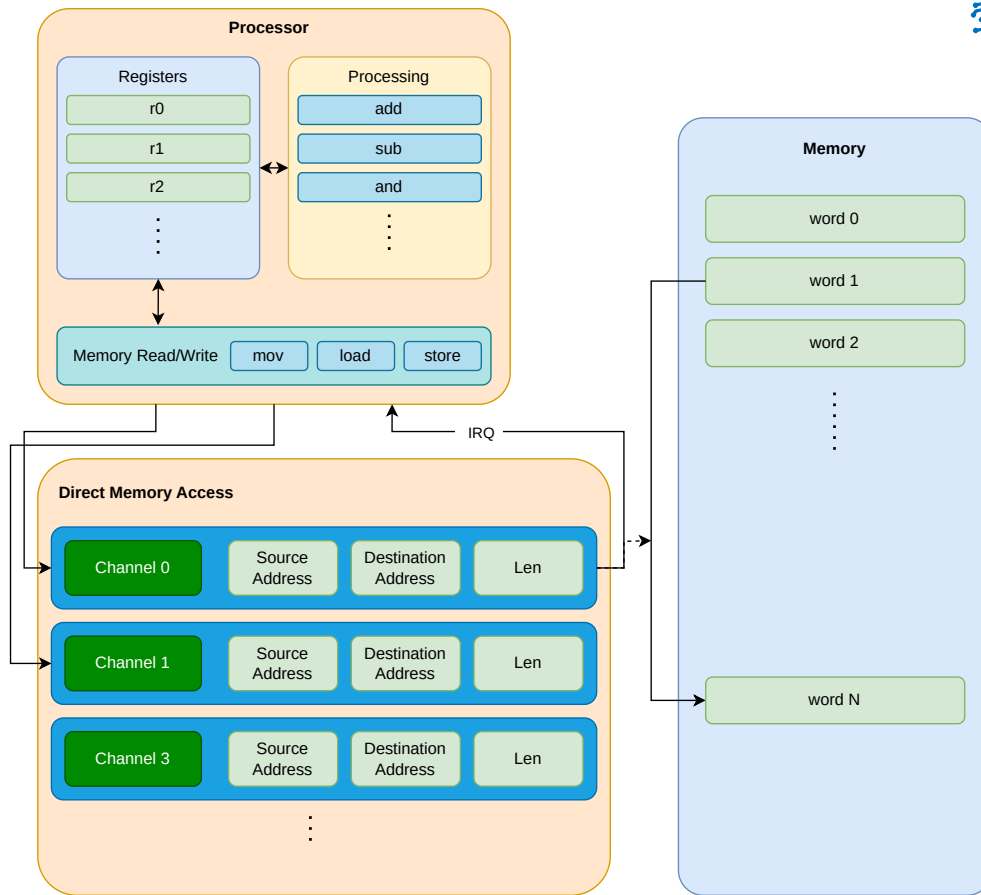 Processor
Registers
r0
r1
r2
Processing
add
sub
and
Memory Read/Write
mov
load
store
IRQ
Direct Memory Access
Channel 0
Source
Address
Destination
Address
Len
Channel 1
Source
Address
Destination
Address
Len
Channel 3
Source
Address
Destination
Address
Len
Memory
word 0
word 1
word 2
word N